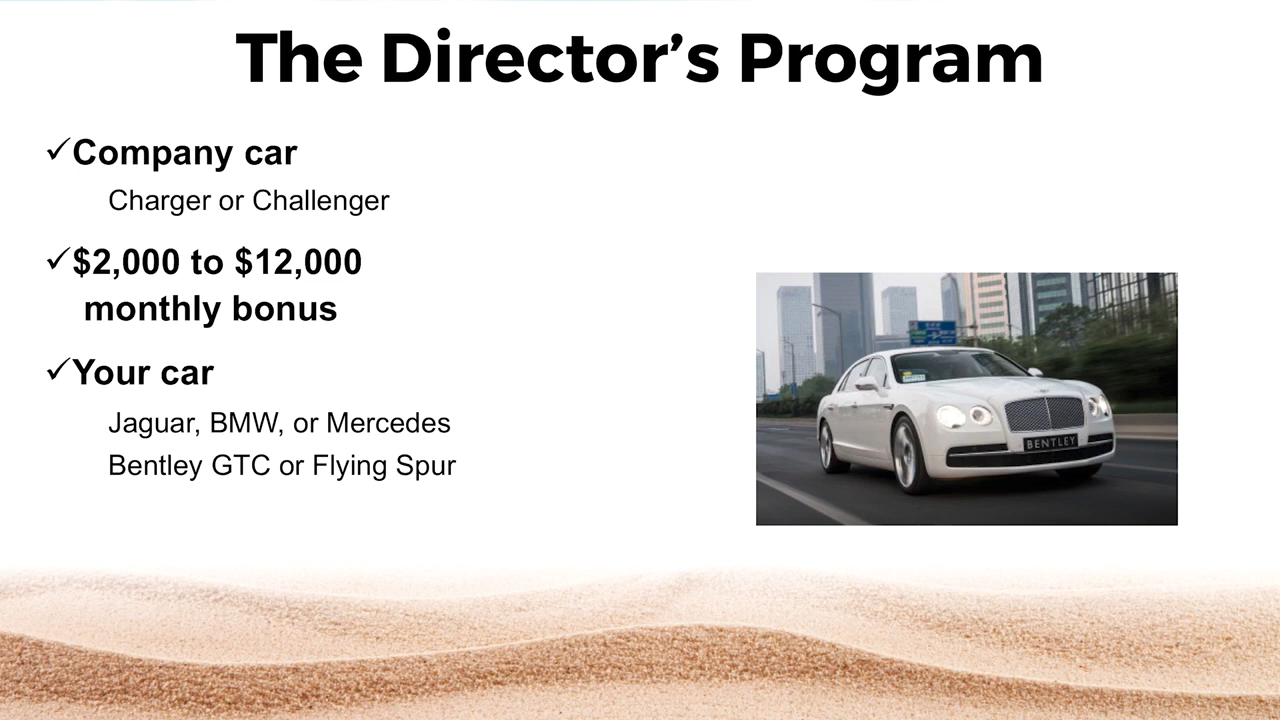 The Director’s Program
✓Company car
Charger or Challenger
✓$2,000 to $12,000
monthly bonus
✓Your car
Jaguar, BMW, or Mercedes
Bentley GTC or Flying Spur
BENTLEY